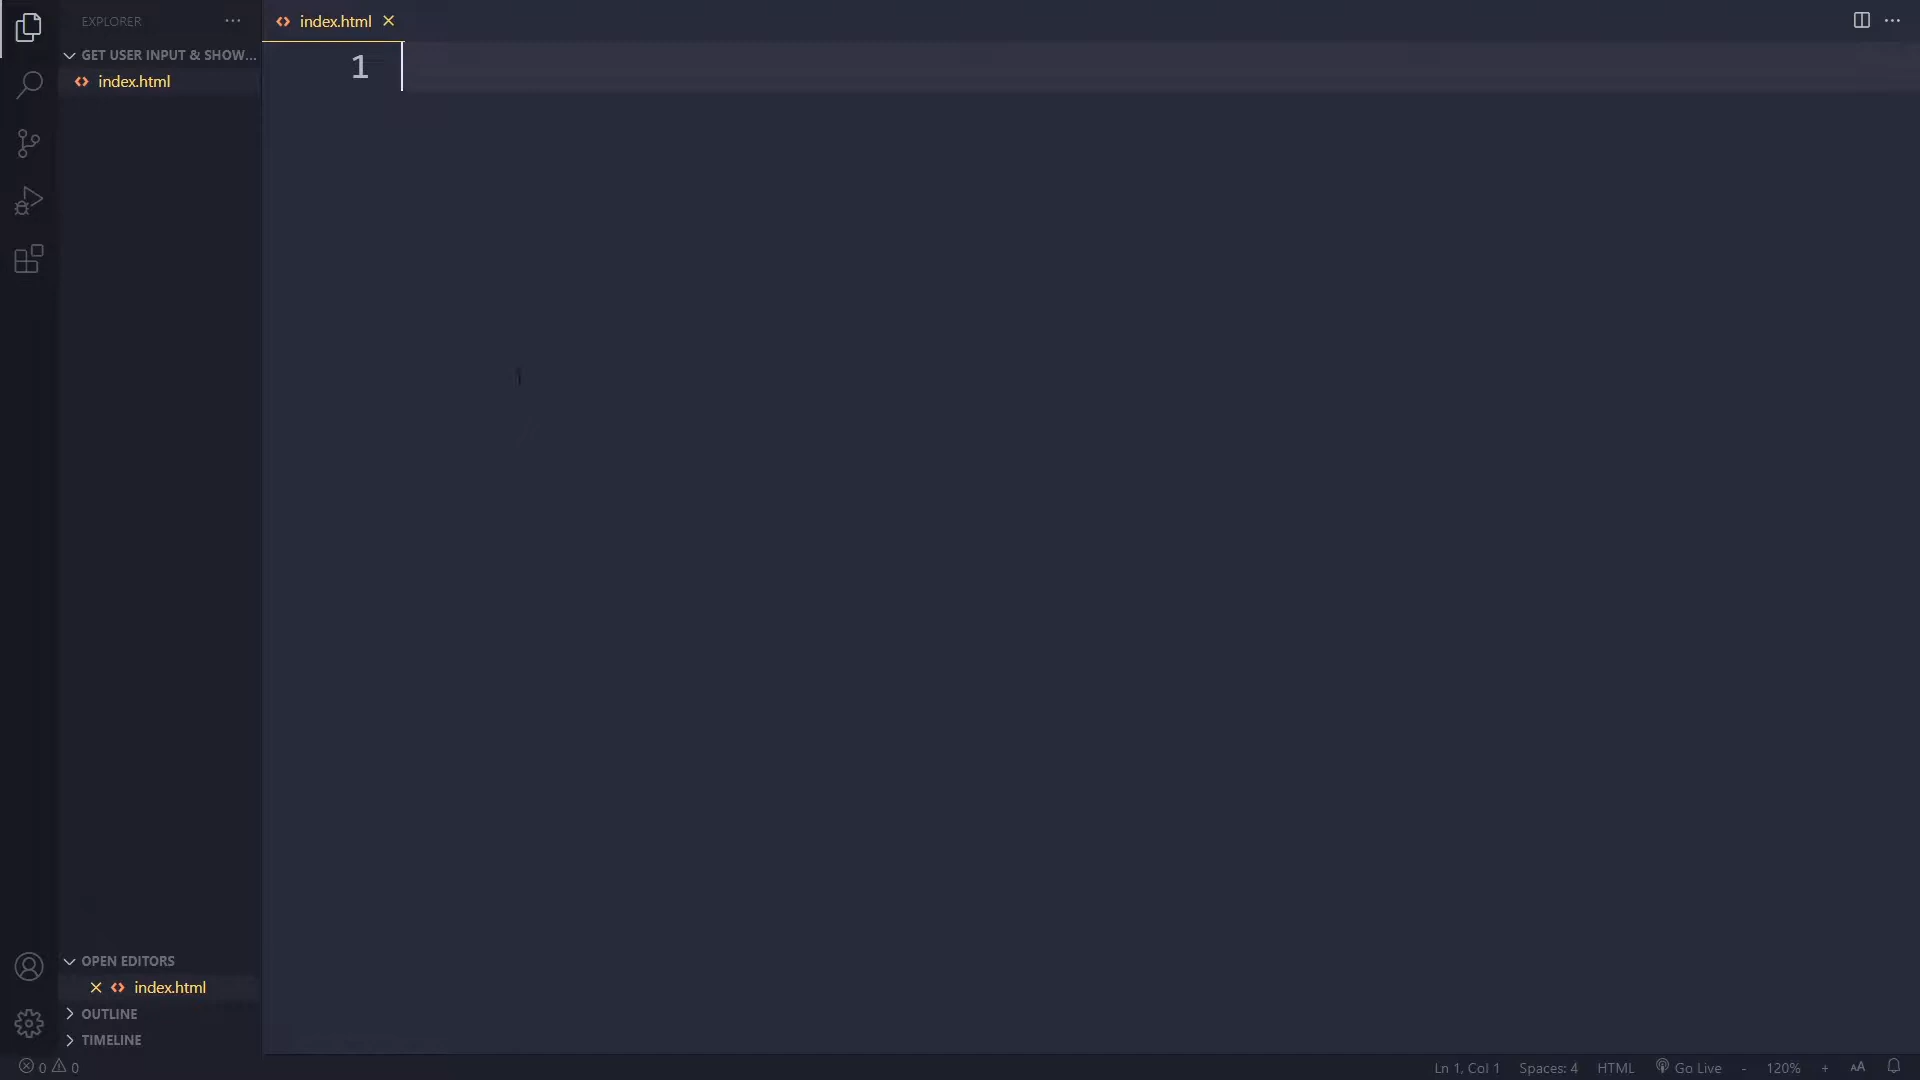 EXPLORER
index.html
GET USER INPUT & SHOW...
index.html
1
OPEN EDITORS
index.html
OUTLINE
TIMELINE
0 0
Ln 1, Col 1 Spaces: 4 HTML Go Live - 120% + AA